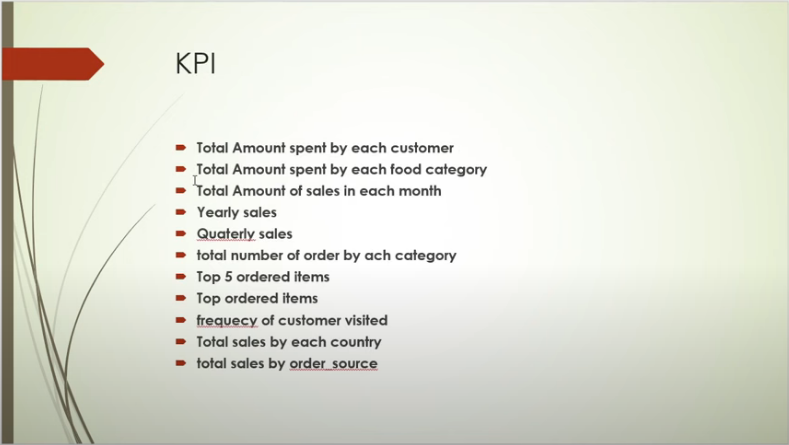 KPI
Total Amount spent by each customer
Total Amount spent by each food category
Total Amount of sales in each month
Yearly sales
Quaterly sales
total number of order by ach category
Top 5 ordered items
Top ordered items
frequecy of customer visited
Total sales by each country
total sales by order_source